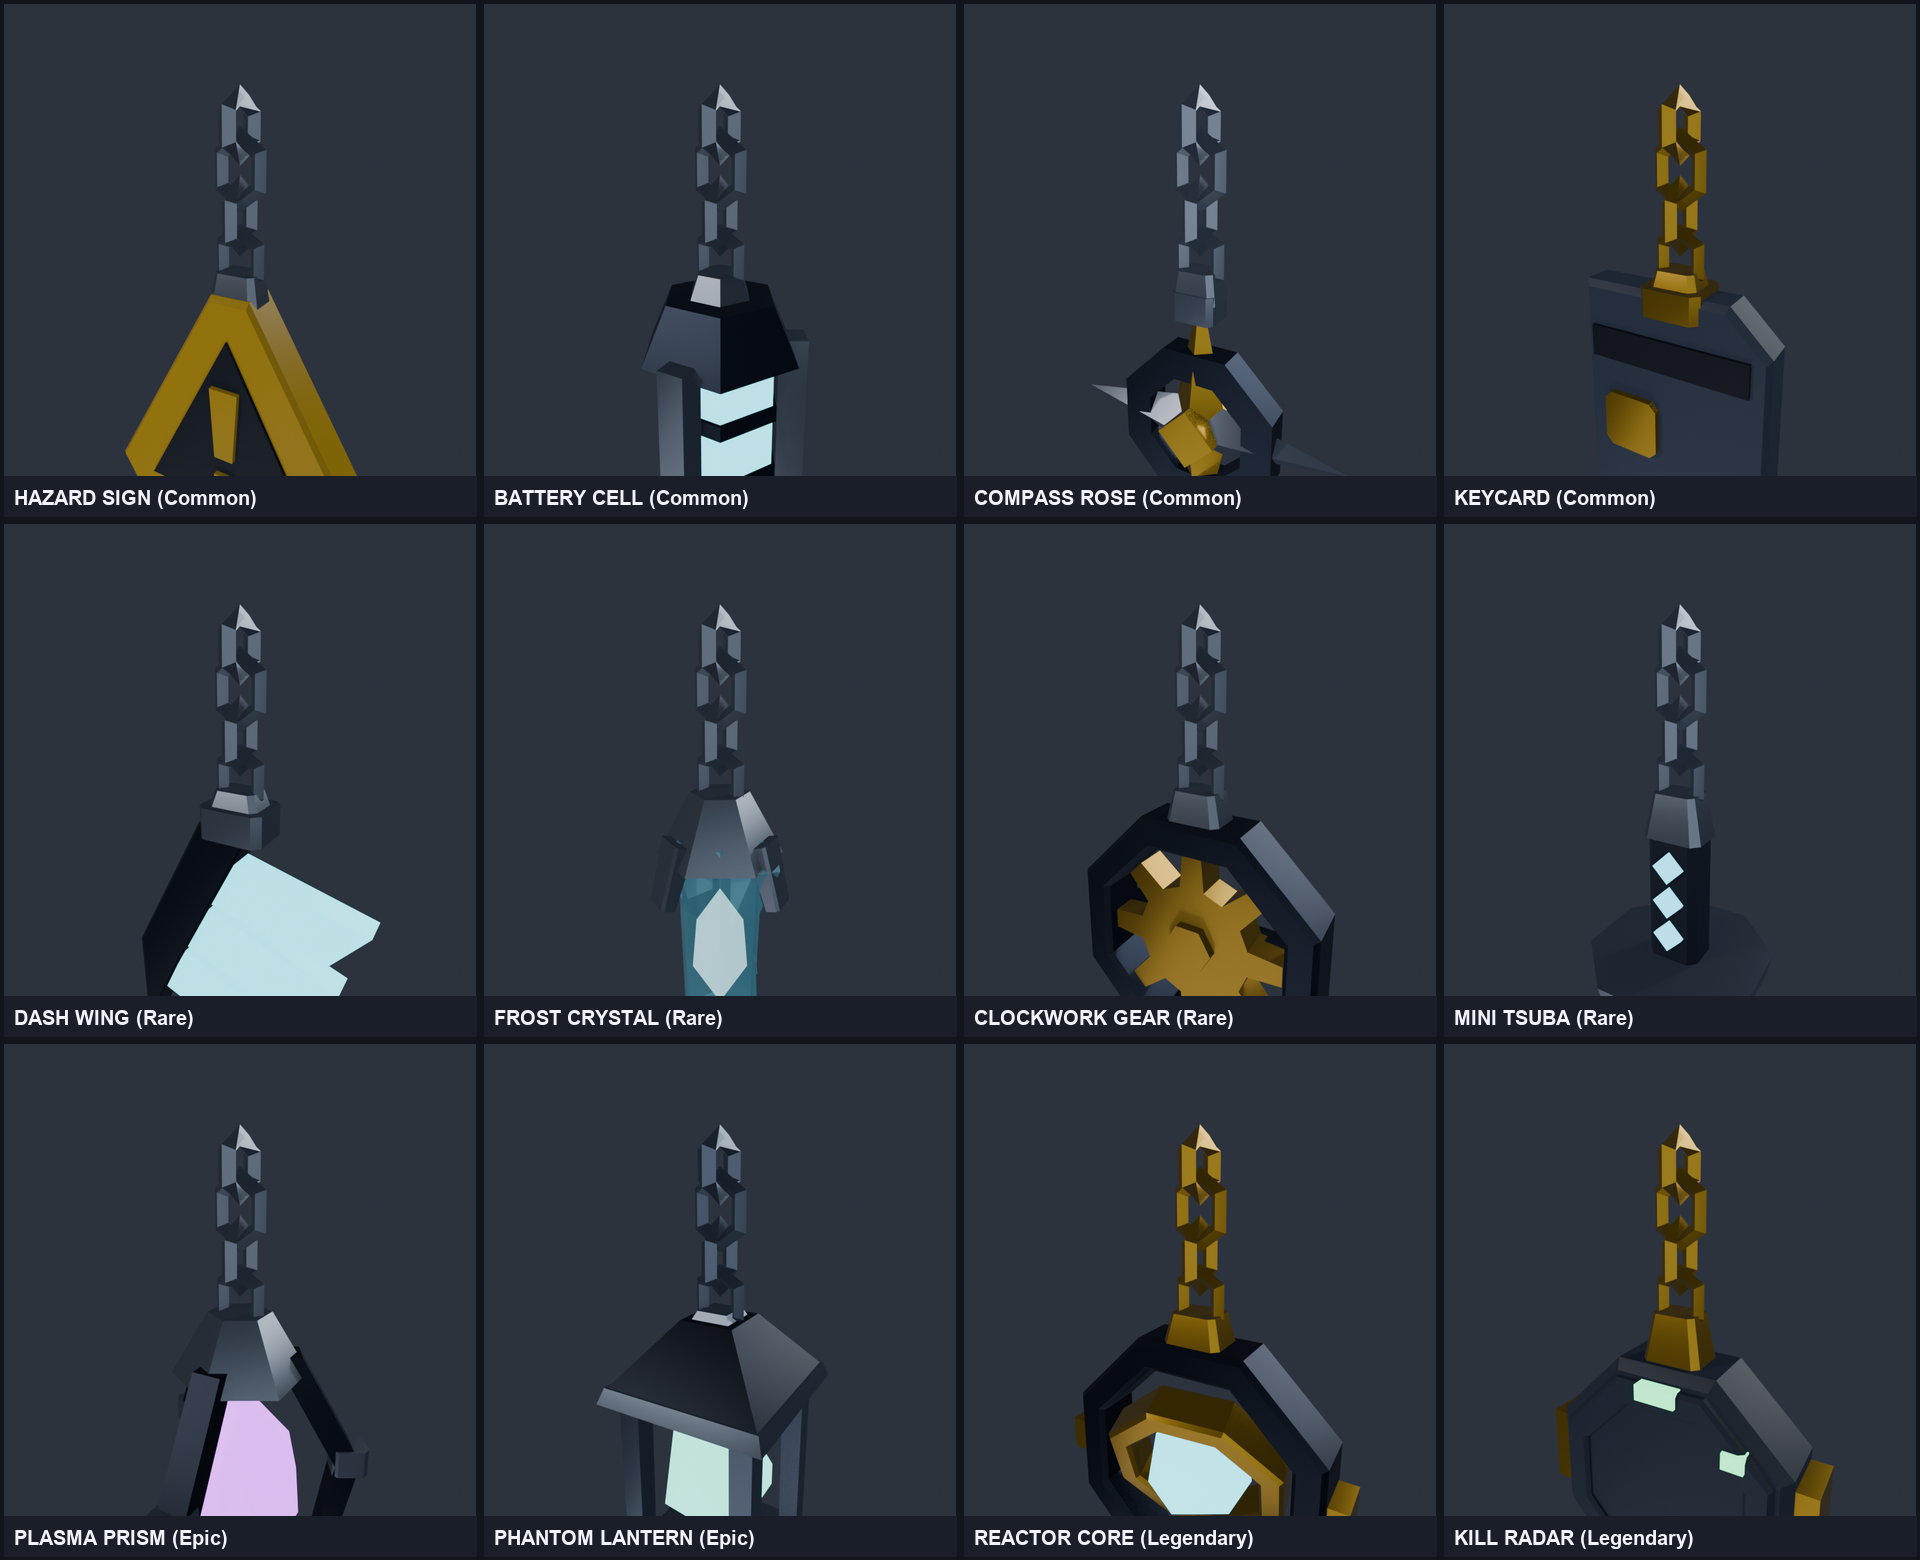 HAZARD SIGN (Common)
BATTERY CELL (Common)
COMPASS ROSE (Common)
KEYCARD (Common)
DASH WING (Rare)
FROST CRYSTAL (Rare)
CLOCKWORK GEAR (Rare)
MINI TSUBA (Rare)
PLASMA PRISM (Epic)
PHANTOM LANTERN (Epic)
REACTOR CORE (Legendary)
KILL RADAR (Legendary)